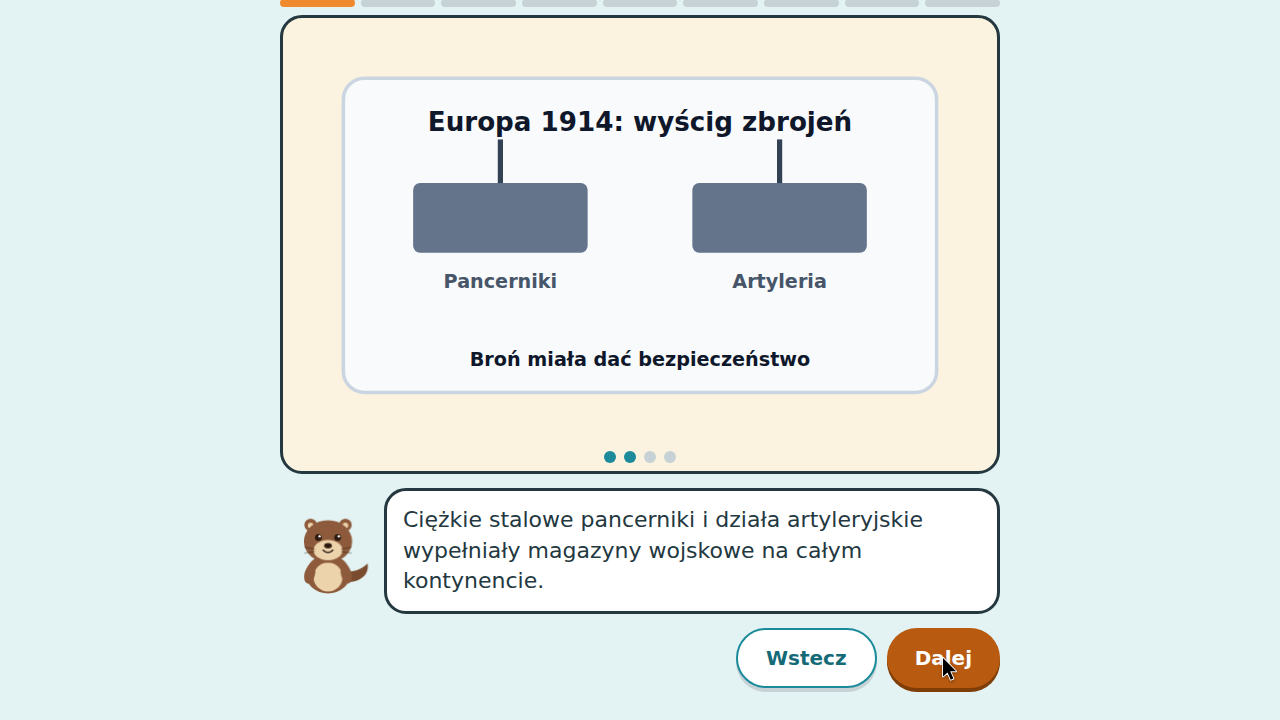 Europa 1914: wyścig zbrojeń
Pancerniki
Artyleria
Broń miała dać bezpieczeństwo
Ciężkie stalowe pancerniki i działa artyleryjskie
wypełniały magazyny wojskowe na całym
kontynencie.
Wstecz
Dalej